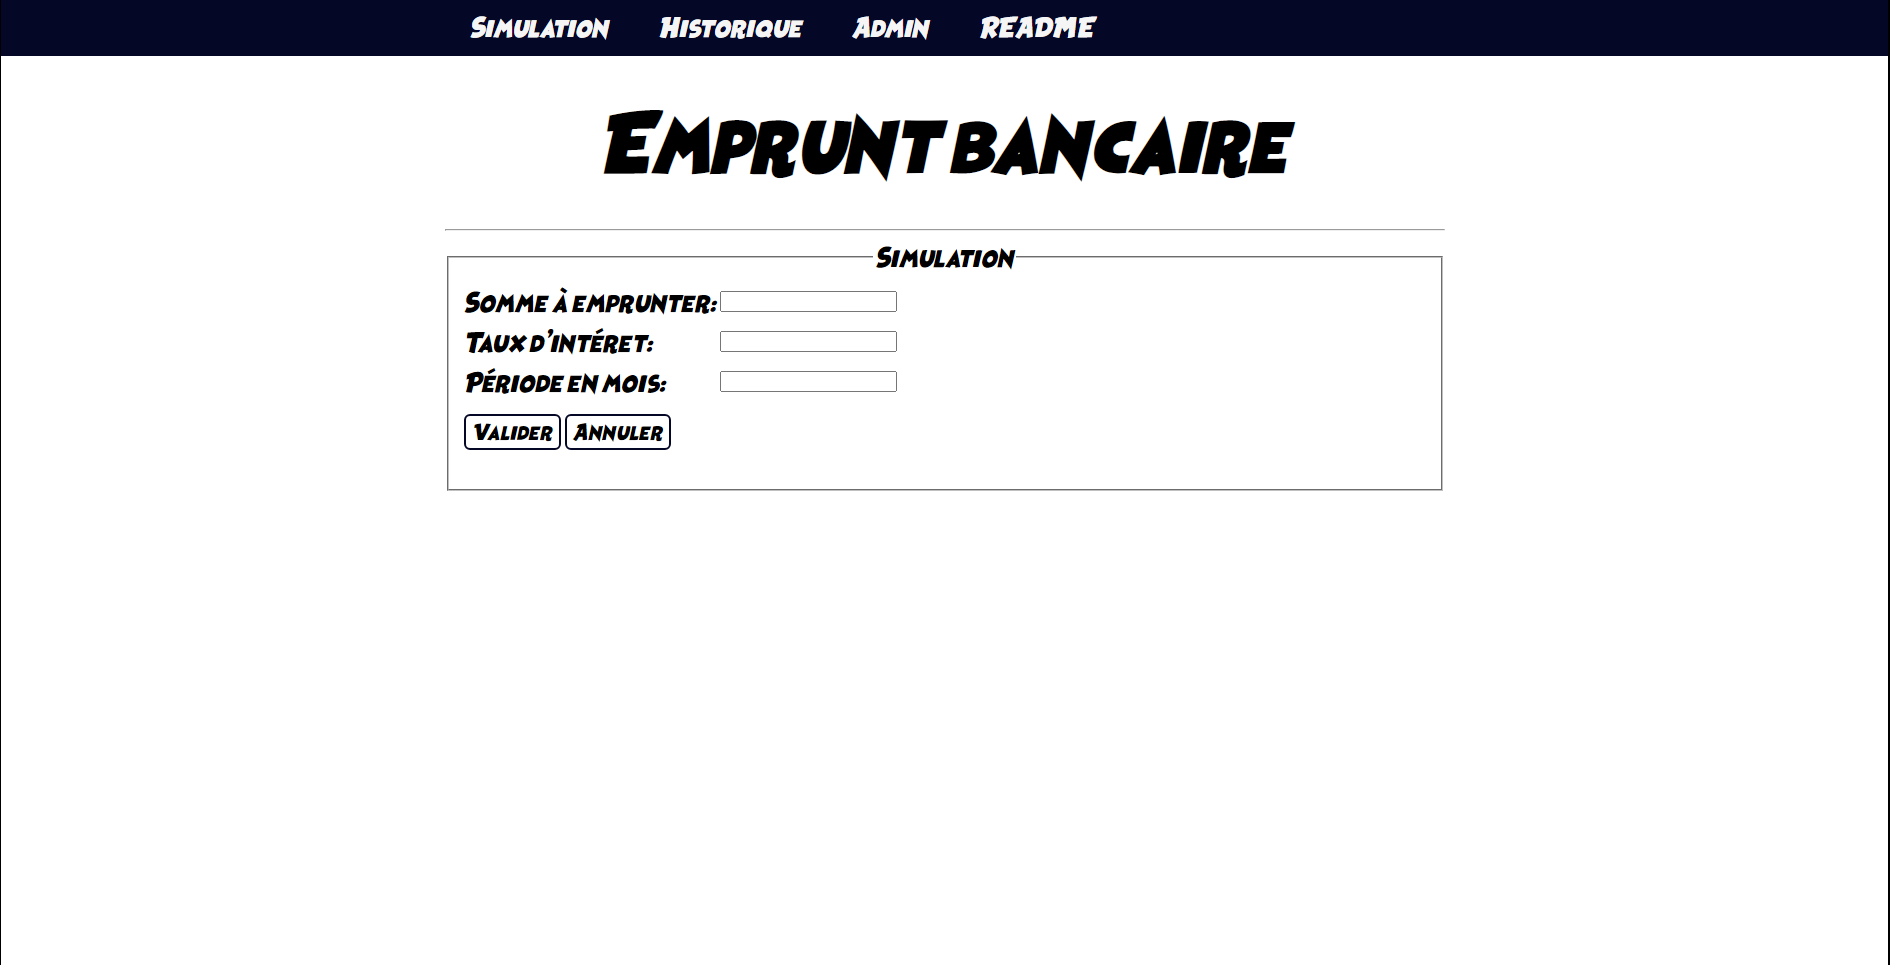 Simulation Historique Admin README
Emprunt bancaire
Simulation
Somme à emprunter:
Taux d'intéret:
Période en mois:
Valider Annuler